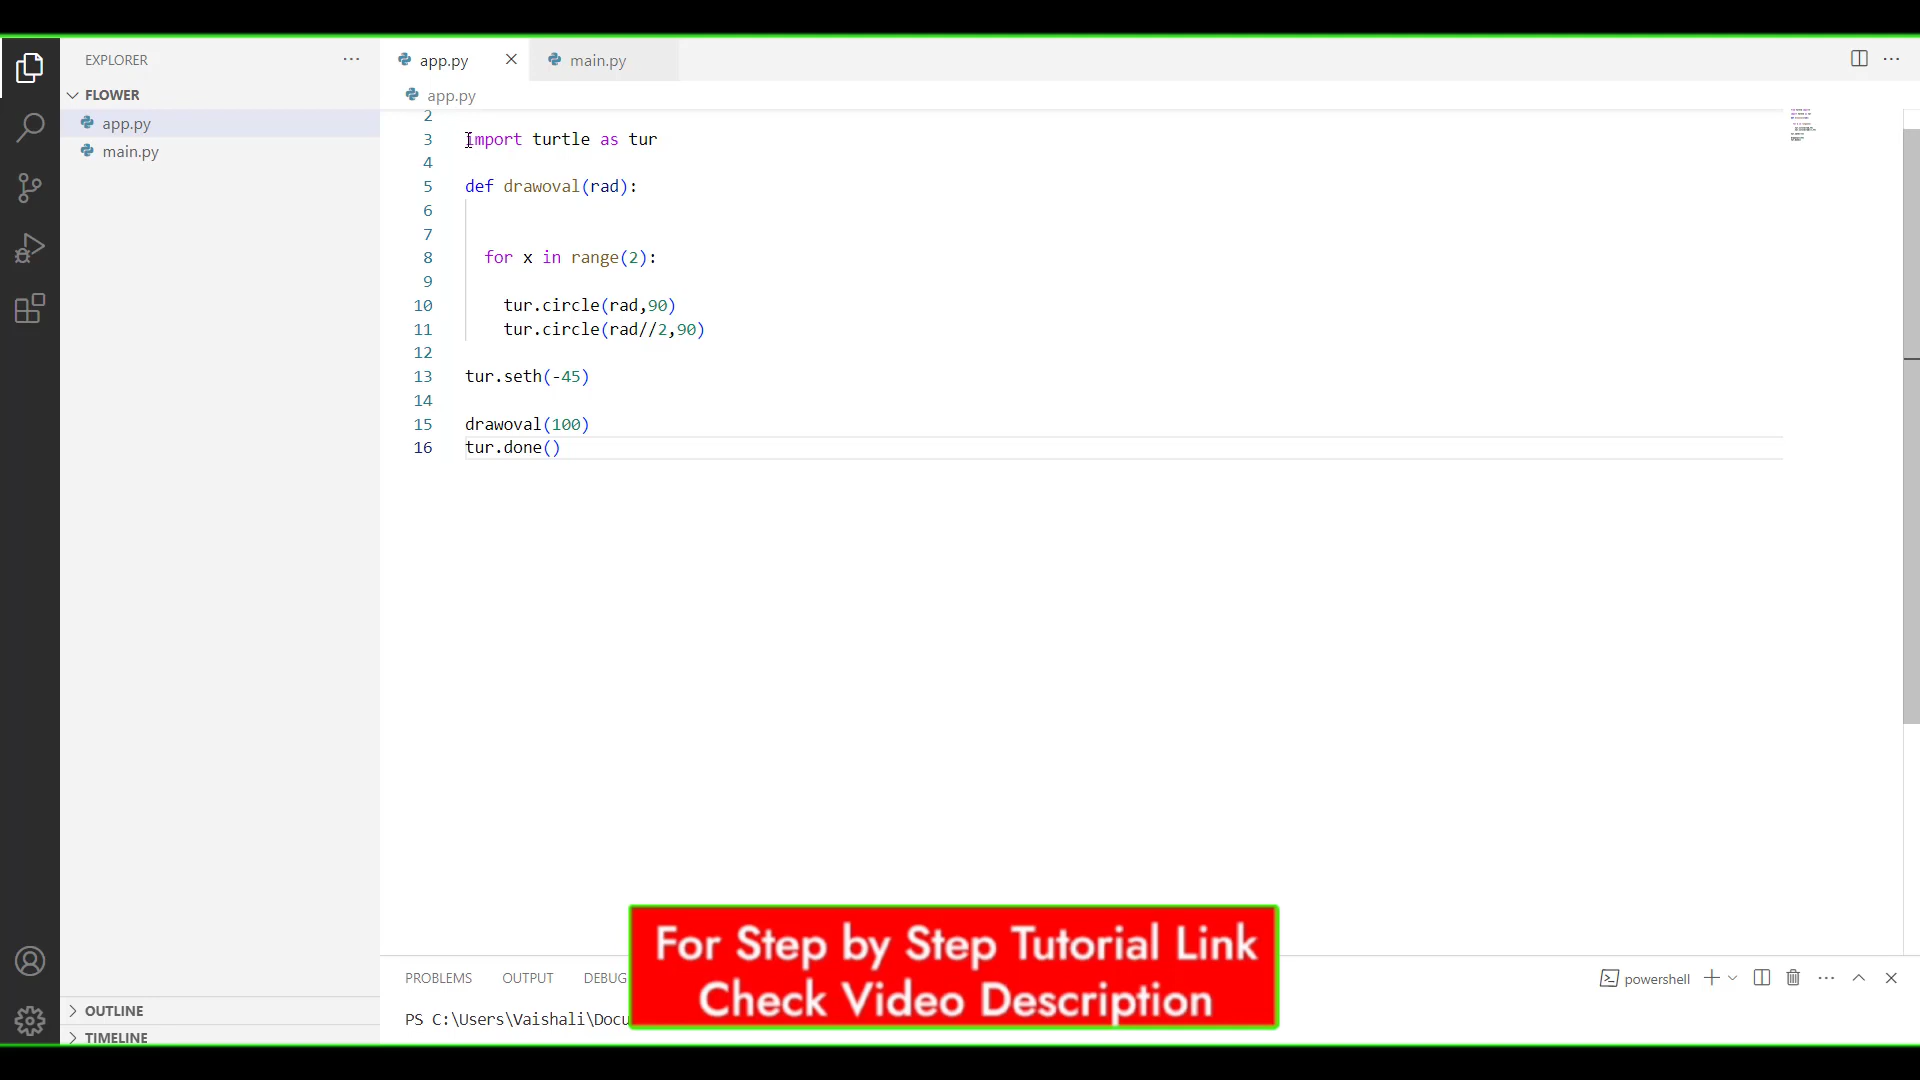 EXPLORER
FLOWER
app.py
main.py
OUTLINE
TIMELINE
app.py
main.py
app.py
2
3 import turtle as tur
4
5 def drawoval(rad):
6
7
8 for x in range(2):
9
10 tur.circle(rad,90)
11 tur.circle(rad//2,90)
12
13 tur.seth(-45)
14
15 drawoval(100)
16 tur.done()
PROBLEMS OUTPUT DEBUG
powershell
PS C:\Users\Vaishali\Docu
For Step by Step Tutorial Link
Check Video Description